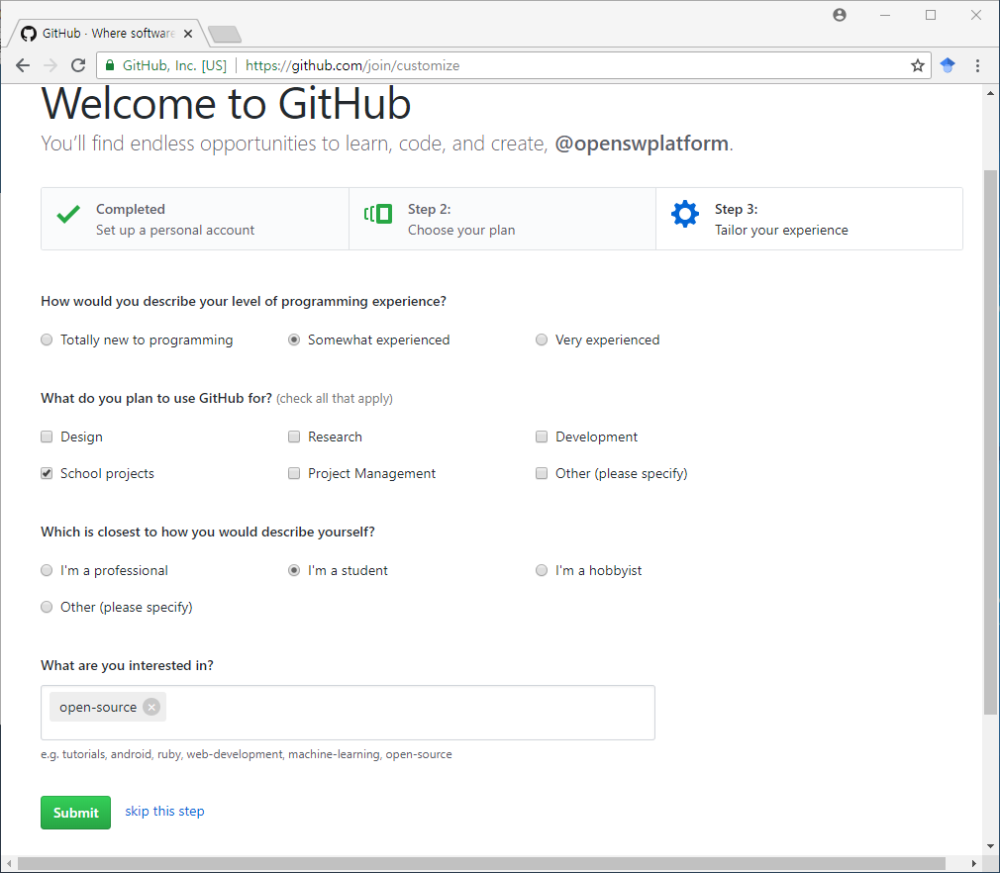 GitHub - Where software
GitHub, Inc. [US] https://github.com/join/customize
Welcome to GitHub
You'll find endless opportunities to learn, code, and create, @openswplatform.
Completed
Set up a personal account
Step 2:
Choose your plan
Step 3:
Tailor your experience
How would you describe your level of programming experience?
Totally new to programming Somewhat experienced Very experienced
What do you plan to use GitHub for? (check all that apply)
Design Research Development
School projects Project Management Other (please specify)
Which is closest to how you would describe yourself?
I'm a professional I'm a student I'm a hobbyist
Other (please specify)
What are you interested in?
open-source
e.g. tutorials, android, ruby, web-development, machine-learning, open-source
Submit skip this step